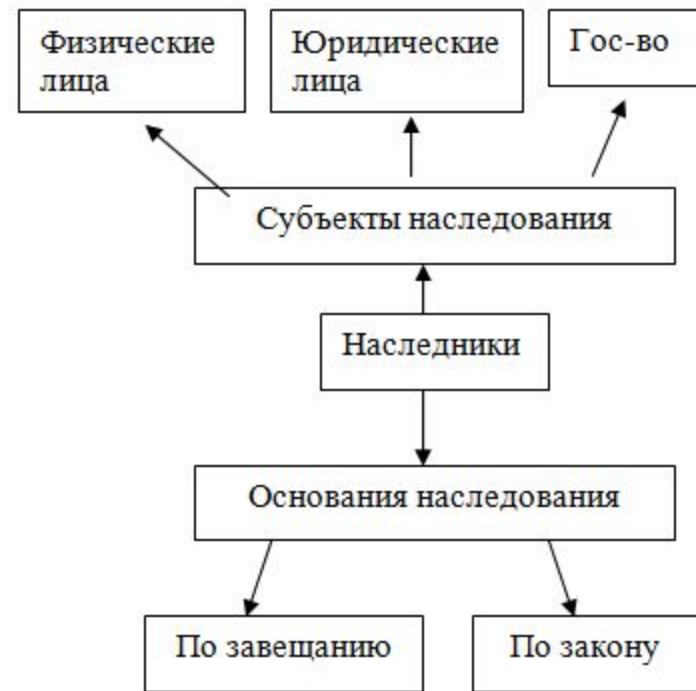 Физические
лица
Юридические
лица
Гос-во
Субъекты наследования
Наследники
Основания наследования
По завещанию
По закону